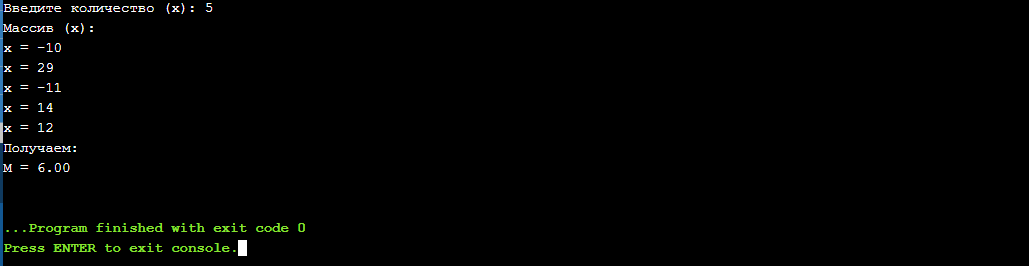 Введите количество (x): 5
Массив (x):
x = -10
x = 29
x = -11
x = 14
x = 12
Получаем:
M = 6.00
...Program finished with exit code 0
Press ENTER to exit console.